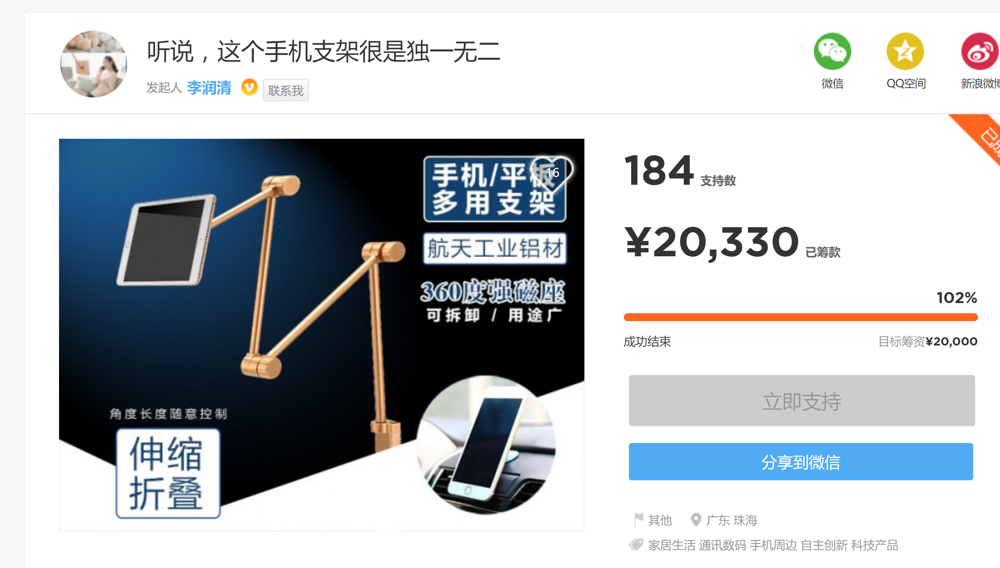 听说，这个手机支架很是独一无二
发起人 李润清 联系我
微信
QQ空间
新浪微博
手机/平板
16
多用支架
航天工业铝材
360度强磁座
可拆卸 / 用途广
角度长度随意控制
伸缩
折叠
184 支持数
¥20,330 已筹款
102%
成功结束
目标筹资¥20,000
立即支持
分享到微信
其他 广东 珠海
家居生活 通讯数码 手机周边 自主创新 科技产品